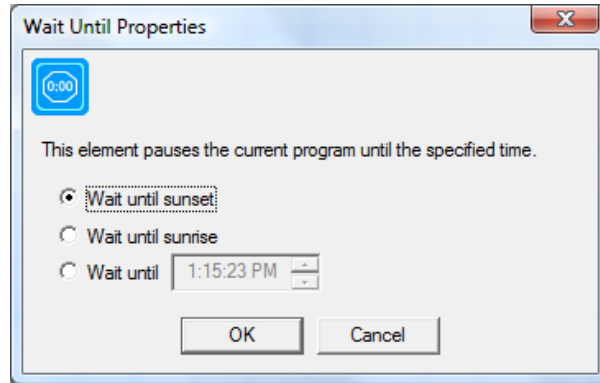 Wait Until Properties
X
0:00
This element pauses the current program until the specified time.
Wait until sunset
Wait until sunrise
Wait until 1:15:23 PM
OK Cancel